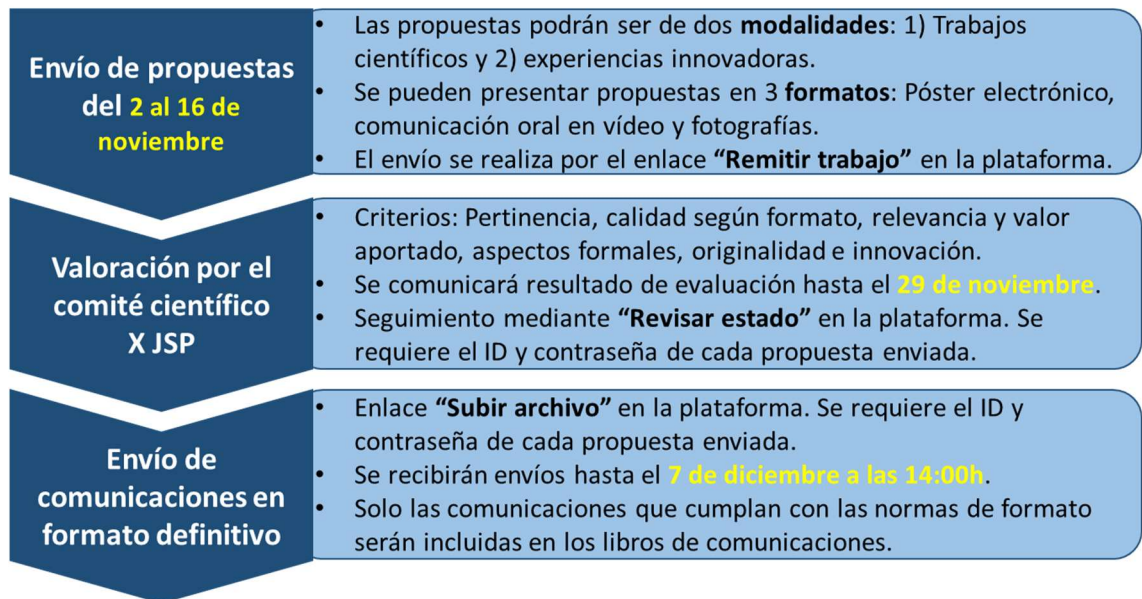 Envío de propuestas
del 2 al 16 de
noviembre
• Las propuestas podrán ser de dos modalidades: 1) Trabajos
científicos y 2) experiencias innovadoras.
• Se pueden presentar propuestas en 3 formatos: Póster electrónico,
comunicación oral en vídeo y fotografías.
• El envío se realiza por el enlace “Remitir trabajo” en la plataforma.
Valoración por el
comité científico
X JSP
• Criterios: Pertinencia, calidad según formato, relevancia y valor
aportado, aspectos formales, originalidad e innovación.
• Se comunicará resultado de evaluación hasta el 29 de noviembre.
• Seguimiento mediante “Revisar estado” en la plataforma. Se
requiere el ID y contraseña de cada propuesta enviada.
Envío de
comunicaciones en
formato definitivo
• Enlace “Subir archivo” en la plataforma. Se requiere el ID y
contraseña de cada propuesta enviada.
• Se recibirán envíos hasta el 7 de diciembre a las 14:00h.
• Solo las comunicaciones que cumplan con las normas de formato
serán incluidas en los libros de comunicaciones.